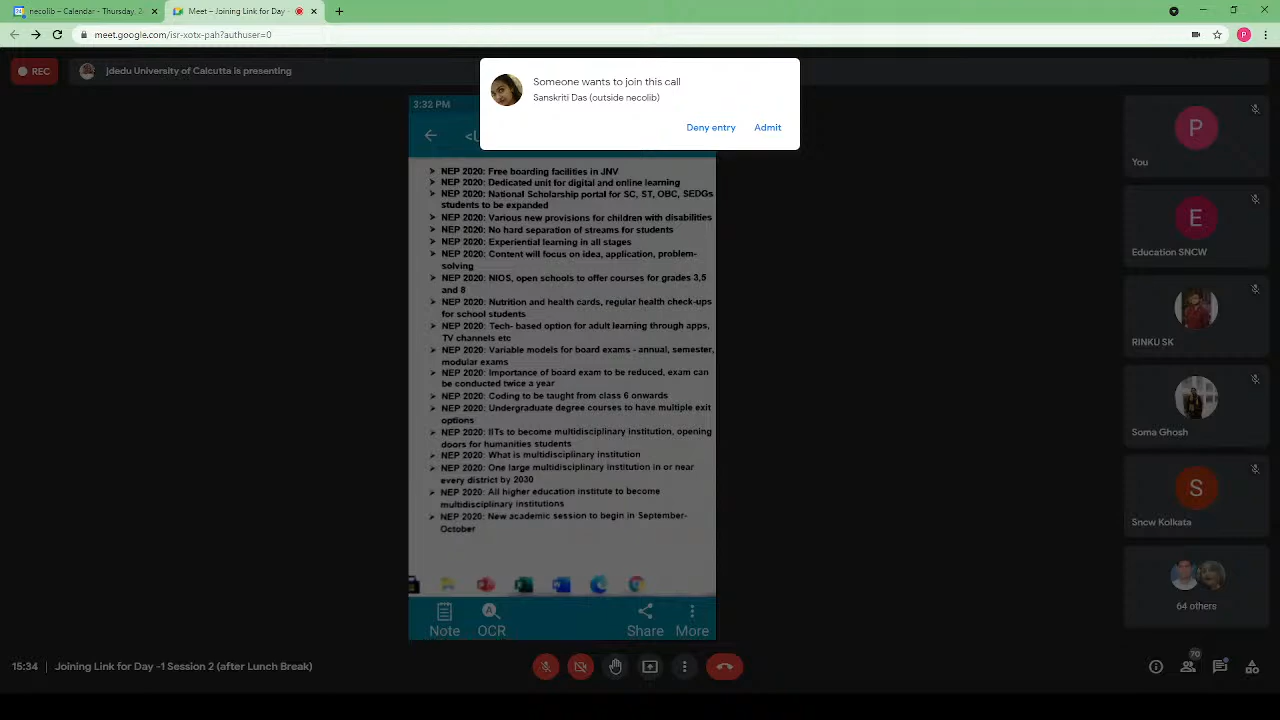 necolib – Calendar - Thursday, 2
Meet – Joining Link for Day -
meet.google.com/isr-xotx-pah?authuser=0
P
REC
Jdedu University of Calcutta is presenting
Someone wants to join this call
Sanskriti Das (outside necolib)
Deny entry Admit
3:32 PM
NEP 2020: Free boarding facilities in JNV
NEP 2020: Dedicated unit for digital and online learning
NEP 2020: National Scholarship portal for SC, ST, OBC, SEDGs
students to be expanded
NEP 2020: Various new provisions for children with disabilities
NEP 2020: No hard separation of streams for students
NEP 2020: Experiential learning in all stages
NEP 2020: Content will focus on idea, application, problem-
solving
NEP 2020: NIOS, open schools to offer courses for grades 3,5
and 8
NEP 2020: Nutrition and health cards, regular health check-ups
for school students
NEP 2020: Tech- based option for adult learning through apps,
TV channels etc
NEP 2020: Variable models for board exams - annual, semester,
modular exams
NEP 2020: Importance of board exam to be reduced, exam can
be conducted twice a year
NEP 2020: Coding to be taught from class 6 onwards
NEP 2020: Undergraduate degree courses to have multiple exit
options
NEP 2020: IITs to become multidisciplinary institution, opening
doors for humanities students
NEP 2020: What is multidisciplinary institution
NEP 2020: One large multidisciplinary institution in or near
every district by 2030
NEP 2020: All higher education institute to become
multidisciplinary institutions
NEP 2020: New academic session to begin in September-
October
Note OCR Share More
P
You
E
Education SNCW
RINKU SK
Soma Ghosh
S
Sncw Kolkata
64 others
15:34 | Joining Link for Day -1 Session 2 (after Lunch Break)
70